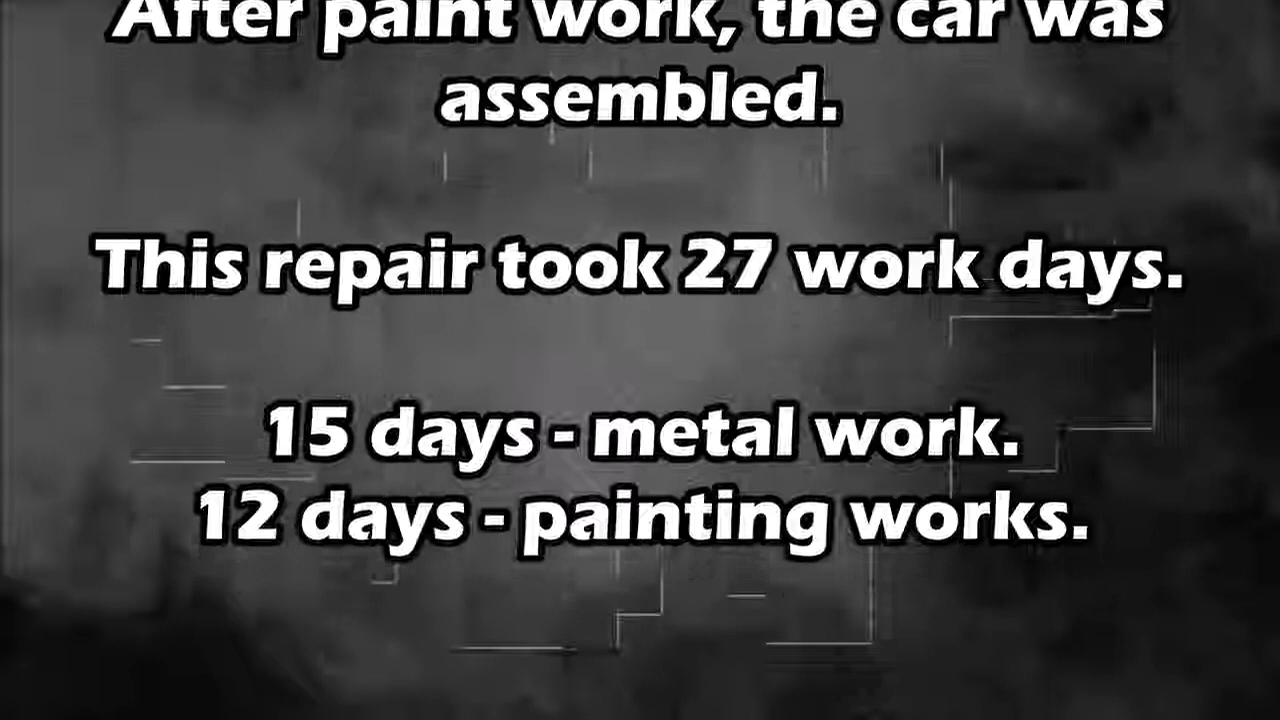 After paint work, the car was
assembled.
This repair took 27 work days.
15 days - metal work.
12 days - painting works.